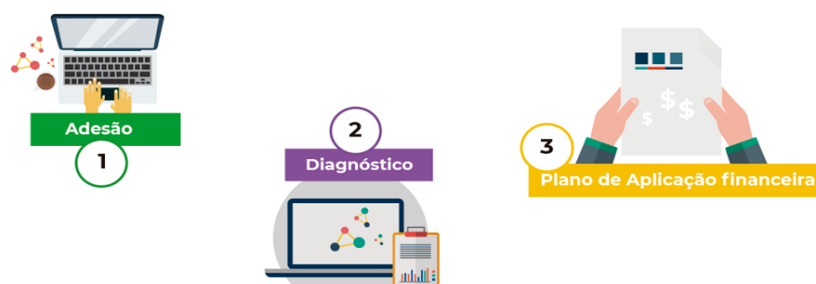 Adesão
1
2
Diagnóstico
3
Plano de Aplicação financeira
$
$
$